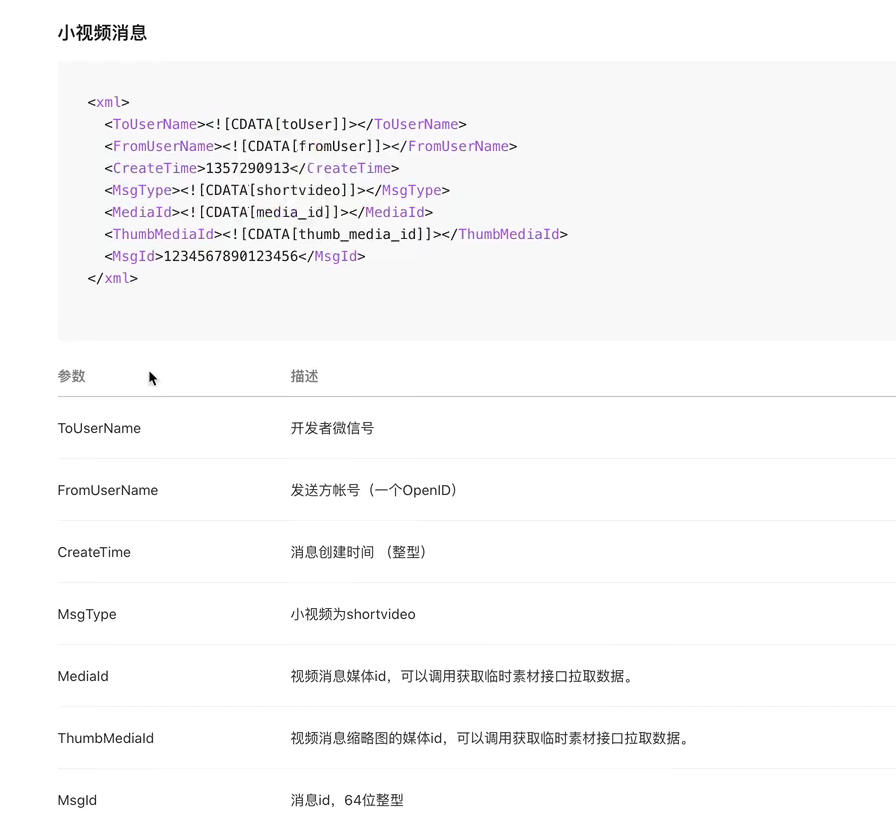 小视频消息
<xml>
<ToUserName><![CDATA[toUser]]></ToUserName>
<FromUserName><![CDATA[fromUser]]></FromUserName>
<CreateTime>1357290913</CreateTime>
<MsgType><![CDATA[shortvideo]]></MsgType>
<MediaId><![CDATA[media_id]]></MediaId>
<ThumbMediaId><![CDATA[thumb_media_id]]></ThumbMediaId>
<MsgId>1234567890123456</MsgId>
</xml>
参数 描述
ToUserName 开发者微信号
FromUserName 发送方帐号（一个OpenID）
CreateTime 消息创建时间 （整型）
MsgType 小视频为shortvideo
MediaId 视频消息媒体id，可以调用获取临时素材接口拉取数据。
ThumbMediaId 视频消息缩略图的媒体id，可以调用获取临时素材接口拉取数据。
MsgId 消息id，64位整型